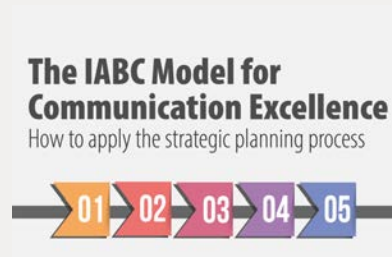 The IABC Model for
Communication Excellence
How to apply the strategic planning process
01 02 03 04 05